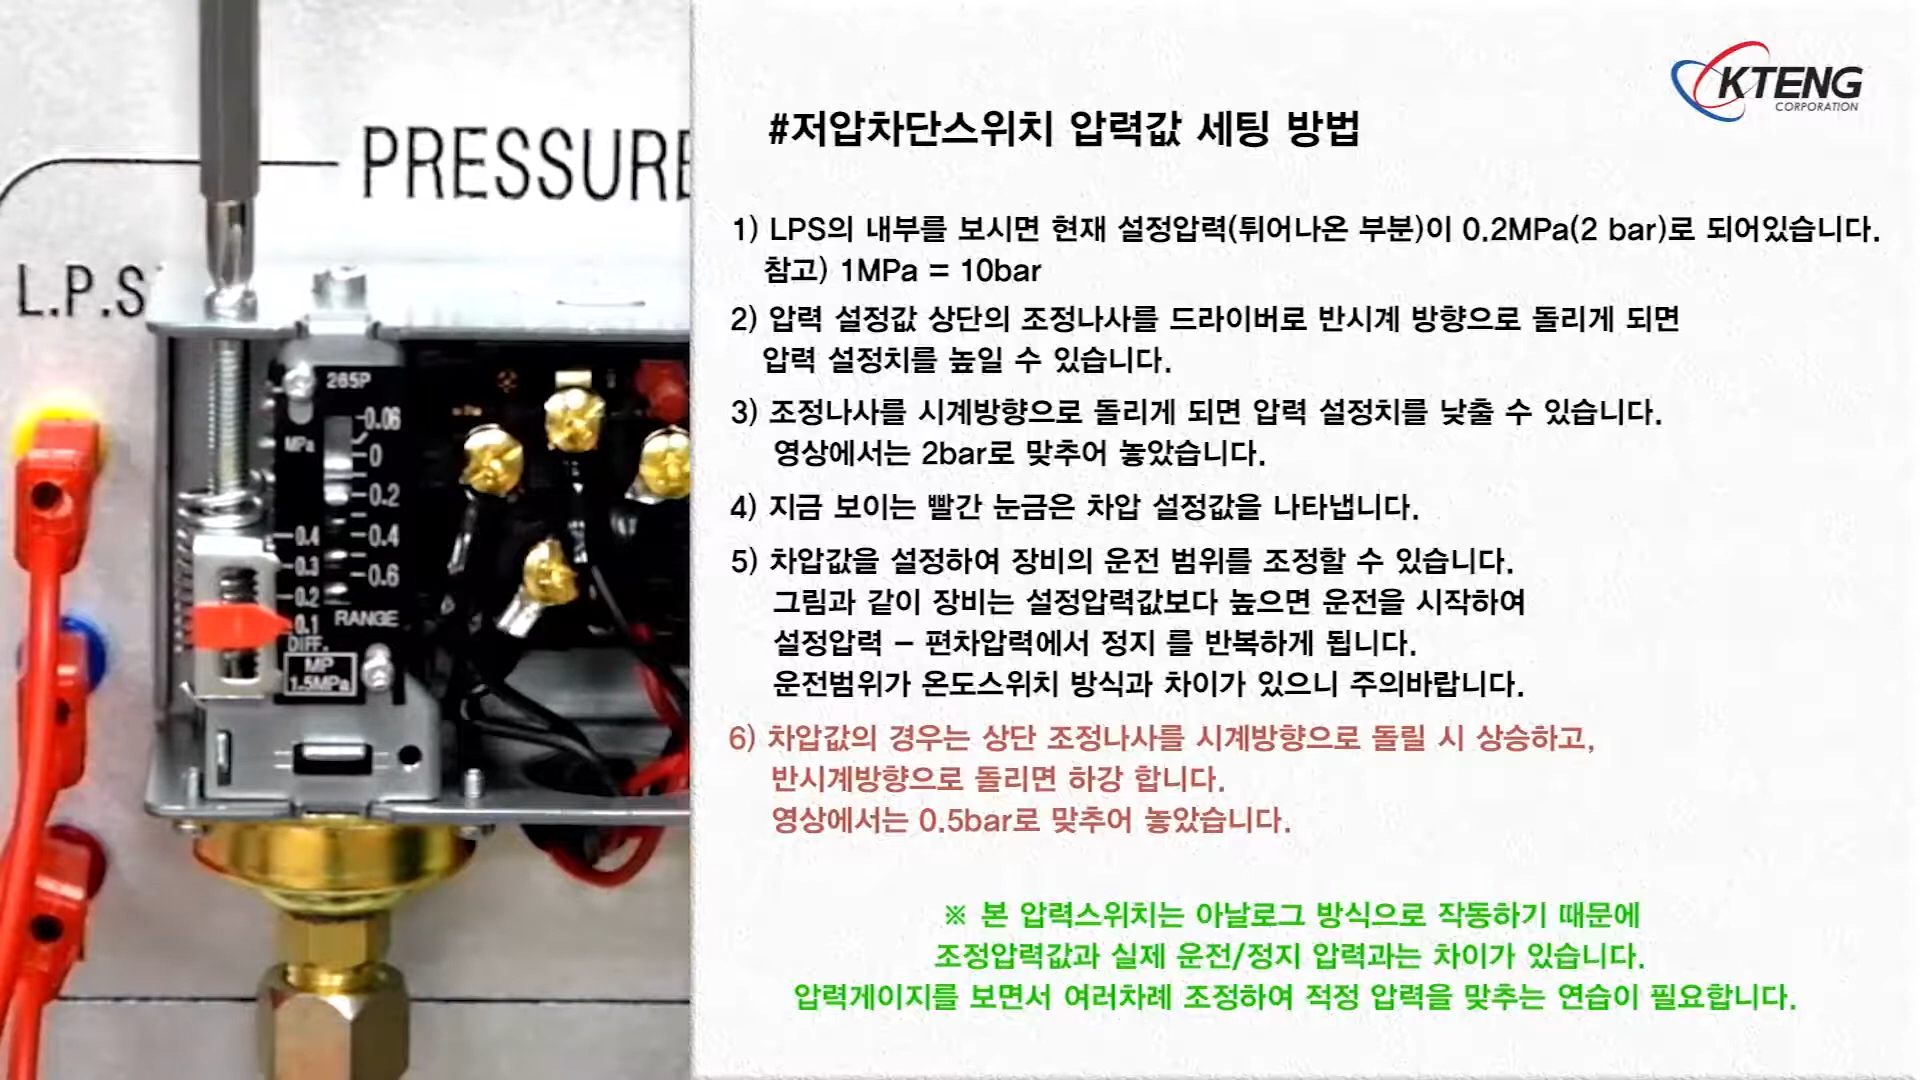 PRESSURE
L.P.S
265P
MPa
-0.06
0
0.2
0.4
0.6
0.4
0.3
0.2
0.1
RANGE
DIFF.
MP
1.5MPa
KTENG
CORPORATION
#저압차단스위치 압력값 세팅 방법
1) LPS의 내부를 보시면 현재 설정압력(튀어나온 부분)이 0.2MPa(2 bar)로 되어있습니다.
참고) 1MPa = 10bar
2) 압력 설정값 상단의 조정나사를 드라이버로 반시계 방향으로 돌리게 되면
압력 설정치를 높일 수 있습니다.
3) 조정나사를 시계방향으로 돌리게 되면 압력 설정치를 낮출 수 있습니다.
영상에서는 2bar로 맞추어 놓았습니다.
4) 지금 보이는 빨간 눈금은 차압 설정값을 나타냅니다.
5) 차압값을 설정하여 장비의 운전 범위를 조정할 수 있습니다.
그림과 같이 장비는 설정압력값보다 높으면 운전을 시작하여
설정압력 – 편차압력에서 정지 를 반복하게 됩니다.
운전범위가 온도스위치 방식과 차이가 있으니 주의바랍니다.
6) 차압값의 경우는 상단 조정나사를 시계방향으로 돌릴 시 상승하고,
반시계방향으로 돌리면 하강 합니다.
영상에서는 0.5bar로 맞추어 놓았습니다.
※ 본 압력스위치는 아날로그 방식으로 작동하기 때문에
조정압력값과 실제 운전/정지 압력과는 차이가 있습니다.
압력게이지를 보면서 여러차례 조정하여 적정 압력을 맞추는 연습이 필요합니다.